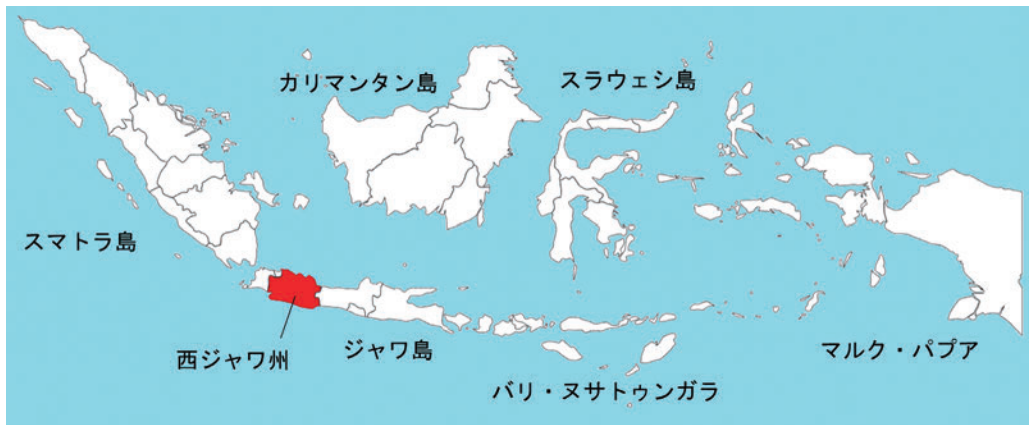 カリマンタン島
スラウェシ島
スマトラ島
西ジャワ州
ジャワ島
マルク・パプア
バリ・ヌサトゥンガラ